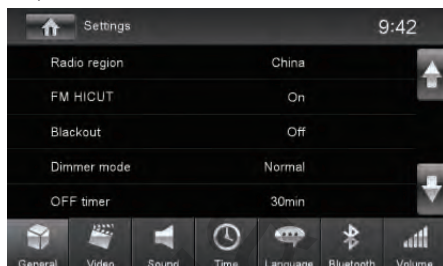 Settings 9:42
Radio region China
FM HICUT On
Blackout Off
Dimmer mode Normal
OFF timer 30min
General Video Sound Time Language Bluetooth Volume